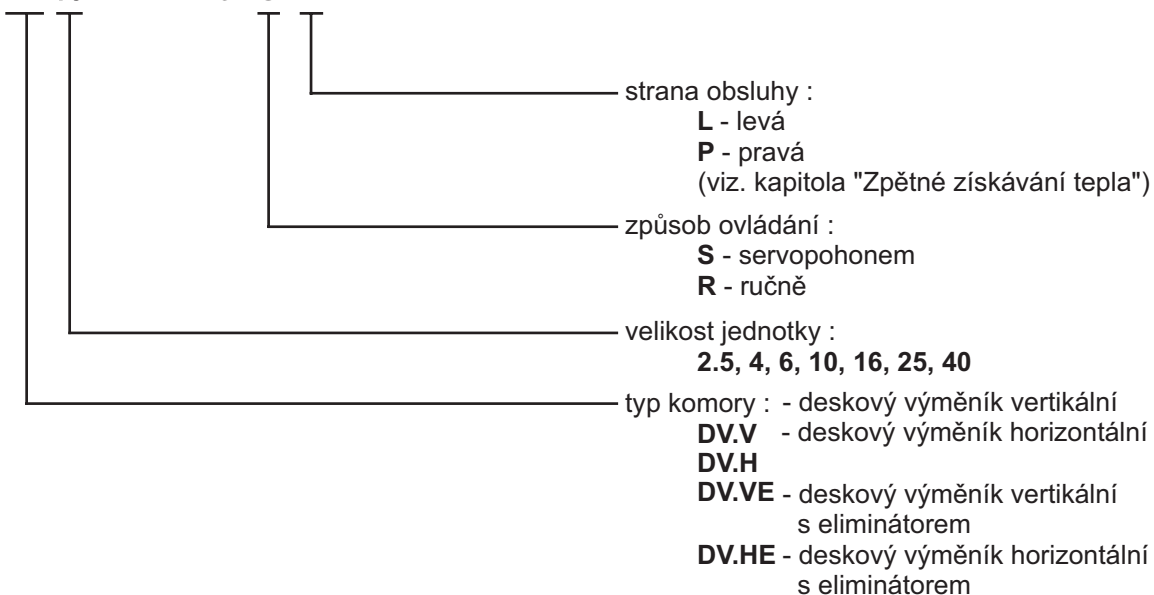 strana obsluhy :
L - levá
P - pravá
(viz. kapitola "Zpětné získávání tepla")
způsob ovládání :
S - servopohonem
R - ručně
velikost jednotky :
2.5, 4, 6, 10, 16, 25, 40
typ komory : - deskový výměník vertikální
DV.V - deskový výměník horizontální
DV.H
DV.VE - deskový výměník vertikální
s eliminátorem
DV.HE - deskový výměník horizontální
s eliminátorem